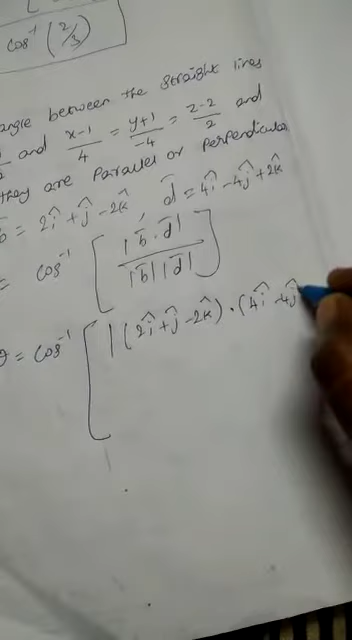 cos⁻¹ (2/3)
angle between the straight lines
and (x-1)/4 = (y+1)/-4 = (z-2)/2 and
they are Parallel or Perpendicular
= 2î + ĵ - 2k̂, d̄ = 4î - 4ĵ + 2k̂
= cos⁻¹ [ |b̄ · d̄| / |b̄| |d̄| ]
= cos⁻¹ [ |(2î + ĵ - 2k̂) · (4î - 4ĵ